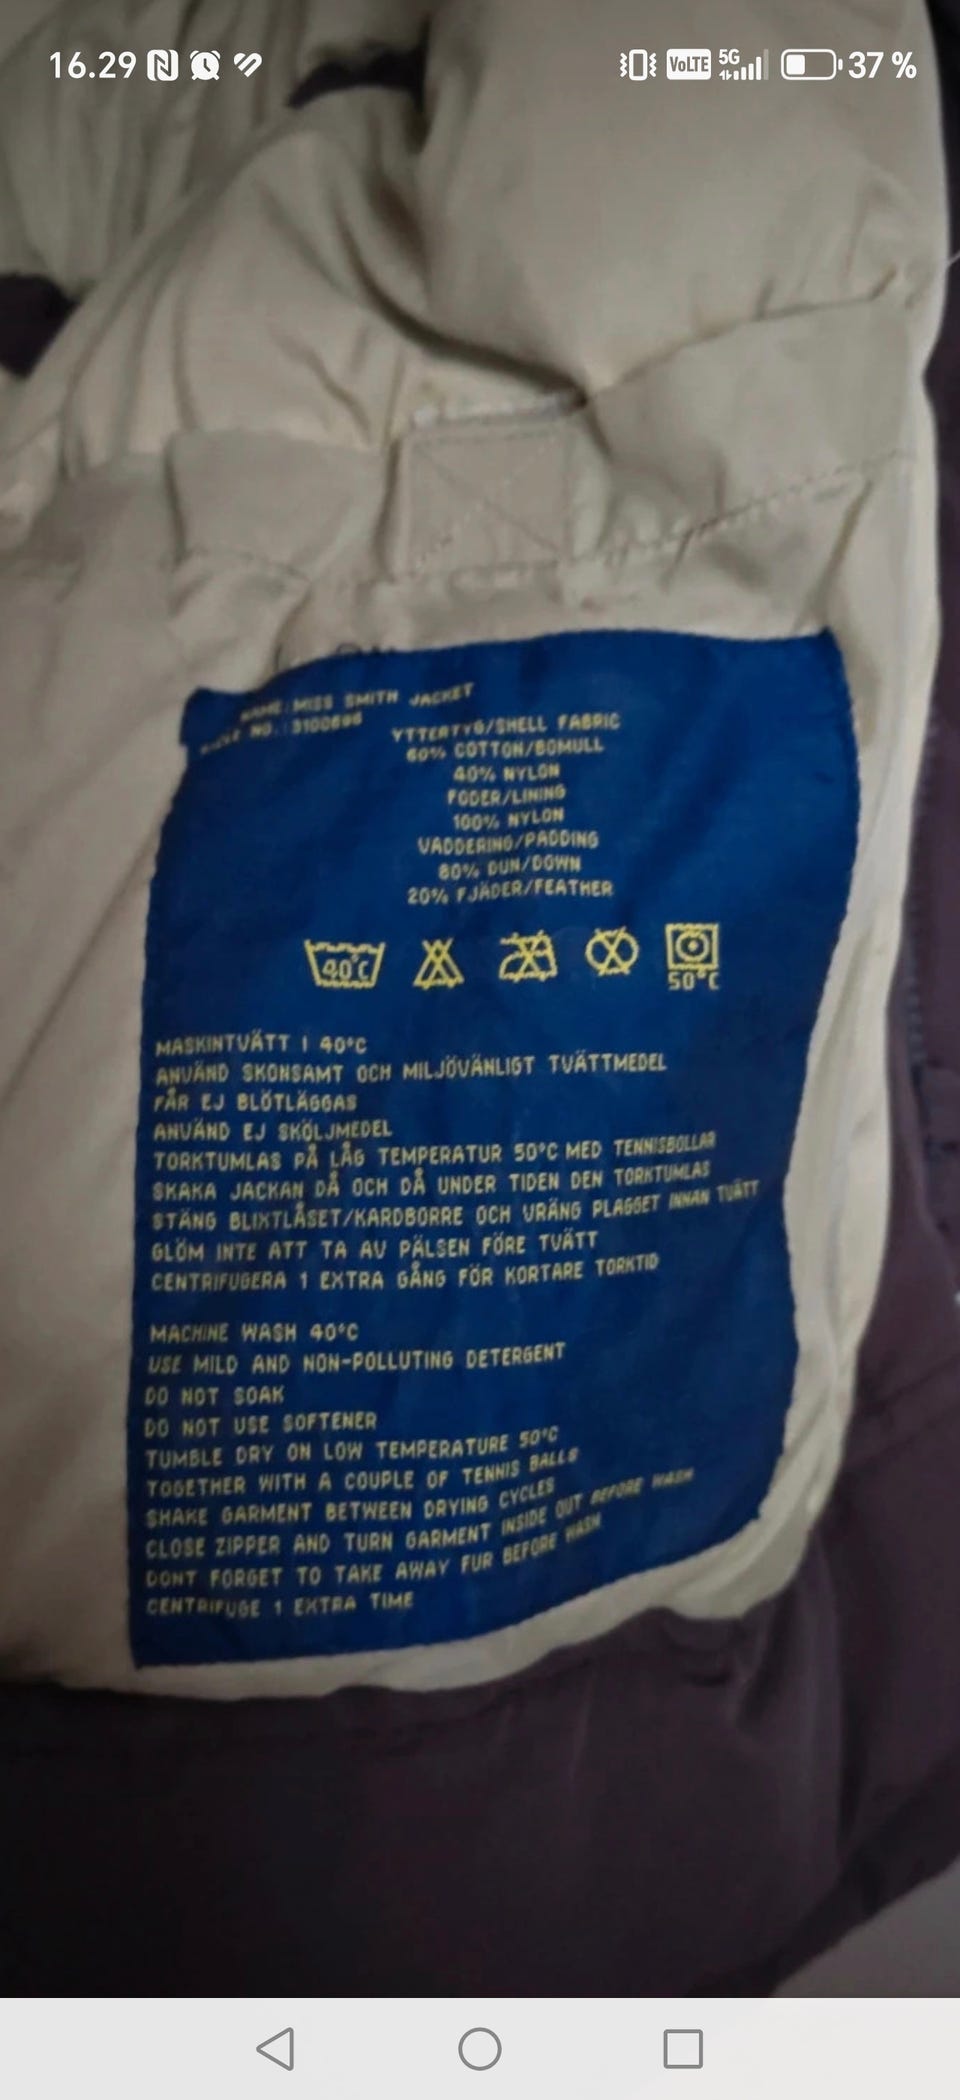 16.29 VoLTE 5G 37 %
NAME: MISS SMITH JACKET
NO.: 3100696
YTTERTYG/SHELL FABRIC
60% COTTON/BOMULL
40% NYLON
FODER/LINING
100% NYLON
VADDERING/PADDING
80% DUN/DOWN
20% FJÄDER/FEATHER
40°C
50°C
MASKINTVÄTT I 40°C
ANVÄND SKONSAMT OCH MILJÖVÄNLIGT TVÄTTMEDEL
FÅR EJ BLÖTLÄGGAS
ANVÄND EJ SKÖLJMEDEL
TORKTUMLAS PÅ LÅG TEMPERATUR 50°C MED TENNISBOLLAR
SKAKA JACKAN DÅ OCH DÅ UNDER TIDEN DEN TORKTUMLAS
STÄNG BLIXTLÅSET/KARDBORRE OCH VRÄNG PLAGGET INNAN TVÄTT
GLÖM INTE ATT TA AV PÄLSEN FÖRE TVÄTT
CENTRIFUGERA 1 EXTRA GÅNG FÖR KORTARE TORKTID
MACHINE WASH 40°C
USE MILD AND NON-POLLUTING DETERGENT
DO NOT SOAK
DO NOT USE SOFTENER
TUMBLE DRY ON LOW TEMPERATURE 50°C
TOGETHER WITH A COUPLE OF TENNIS BALLS
SHAKE GARMENT BETWEEN DRYING CYCLES
CLOSE ZIPPER AND TURN GARMENT INSIDE OUT BEFORE WASH
DONT FORGET TO TAKE AWAY FUR BEFORE WASH
CENTRIFUGE 1 EXTRA TIME